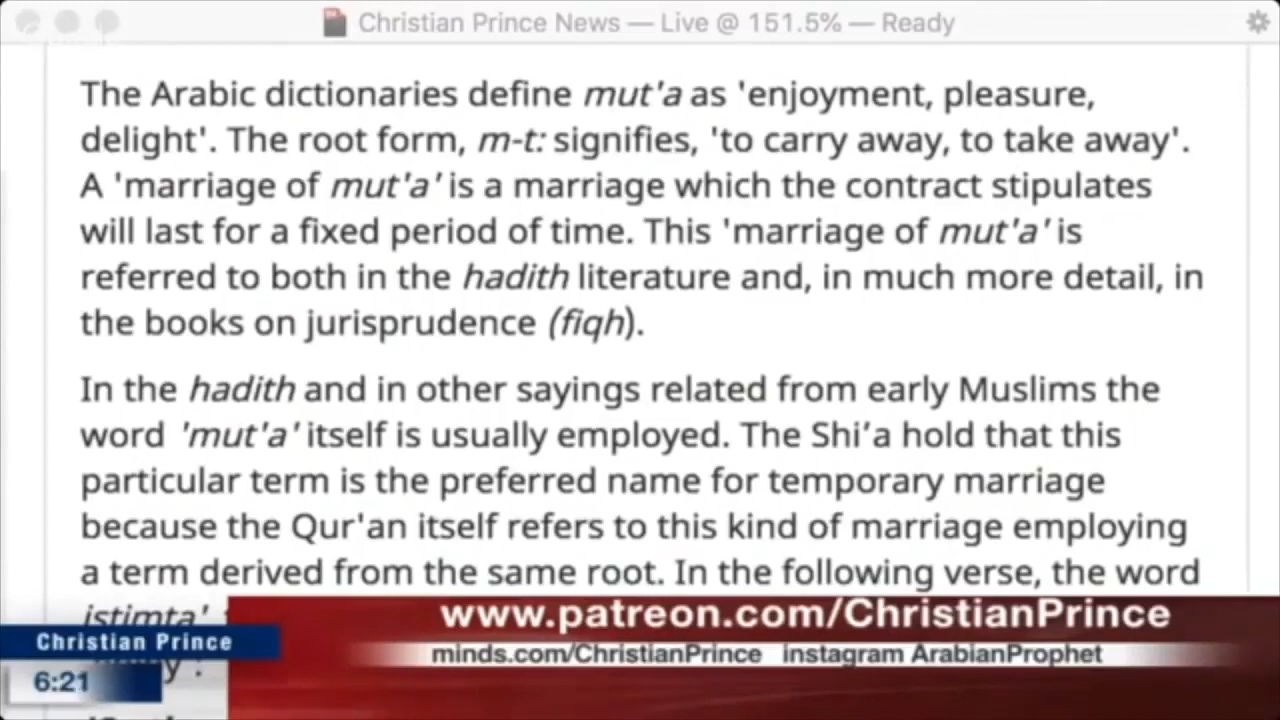 Christian Prince News — Live @ 151.5% — Ready
The Arabic dictionaries define mut'a as 'enjoyment, pleasure,
delight'. The root form, m-t: signifies, 'to carry away, to take away'.
A 'marriage of mut'a' is a marriage which the contract stipulates
will last for a fixed period of time. This 'marriage of mut'a' is
referred to both in the hadith literature and, in much more detail, in
the books on jurisprudence (fiqh).
In the hadith and in other sayings related from early Muslims the
word 'mut'a' itself is usually employed. The Shi’a hold that this
particular term is the preferred name for temporary marriage
because the Qur'an itself refers to this kind of marriage employing
a term derived from the same root. In the following verse, the word
istimta'
www.patreon.com/ChristianPrince
Christian Prince
minds.com/ChristianPrince instagram ArabianProphet
6:21